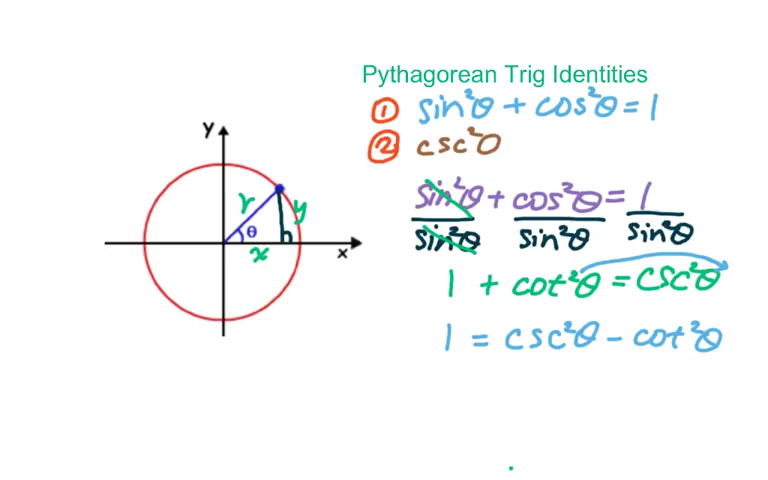 Pythagorean Trig Identities
① sin²θ + cos²θ = 1
② csc²θ
y
r
y
θ
x
x
sin²θ + cos²θ = 1
sin²θ sin²θ sin²θ
1 + cot²θ = csc²θ
1 = csc²θ - cot²θ